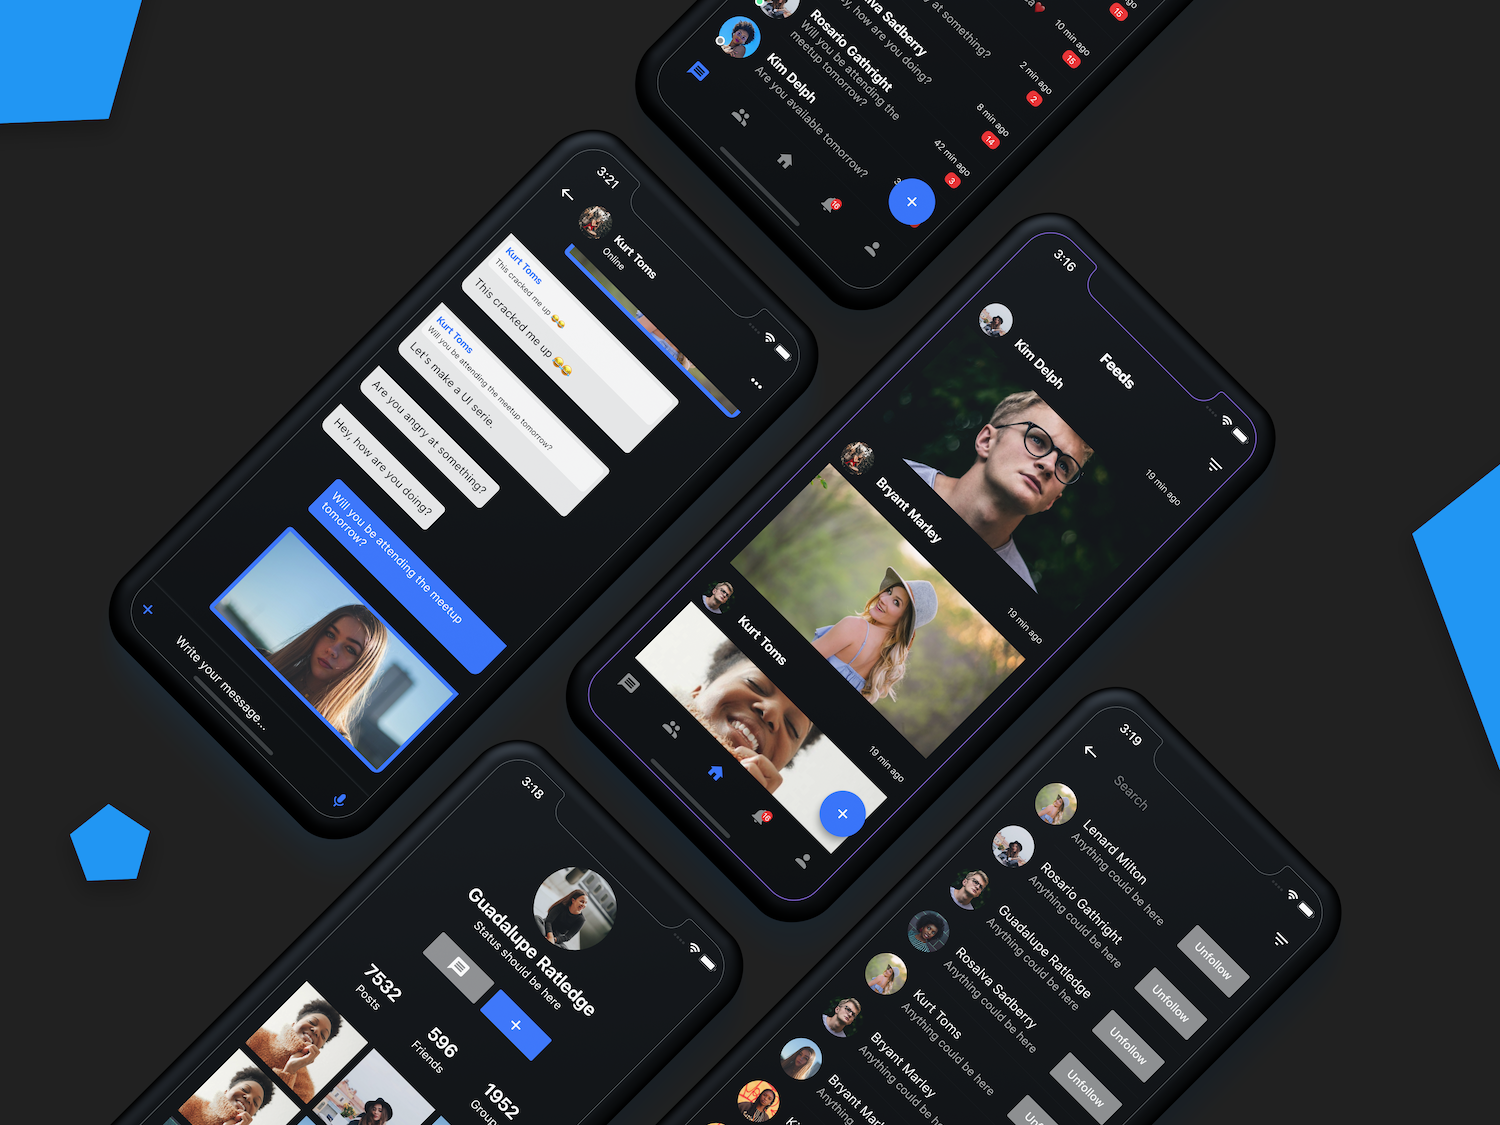 15
10 min ago
15
Rosalva Sadberry
at something?
2 min ago
2
Rosario Gathright
Hey, how are you doing?
8 min ago
14
Kim Delph
Will you be attending the
meetup tomorrow?
42 min ago
3
Are you available tomorrow?
16
3:21
Kurt Toms
Online
Kurt Toms
This cracked me up 😂😂
This cracked me up 😂😂
Kurt Toms
Will you be attending the meetup tomorrow?
Let's make a UI serie.
Are you angry at something?
Hey, how are you doing?
Will you be attending the meetup
tomorrow?
Write your message...
3:16
Feeds
Kim Delph
19 min ago
Bryant Marley
19 min ago
Kurt Toms
19 min ago
16
3:18
Guadalupe Ratledge
Status should be here
7532
Posts
596
Friends
1952
3:19
Search
Lenard Milton
Anything could be here
Unfollow
Rosario Gathright
Anything could be here
Unfollow
Guadalupe Ratledge
Anything could be here
Unfollow
Rosalva Sadberry
Anything could be here
Unfollow
Kurt Toms
Anything could be here
Bryant Marley
Anything could be here
Bryant
Anything could